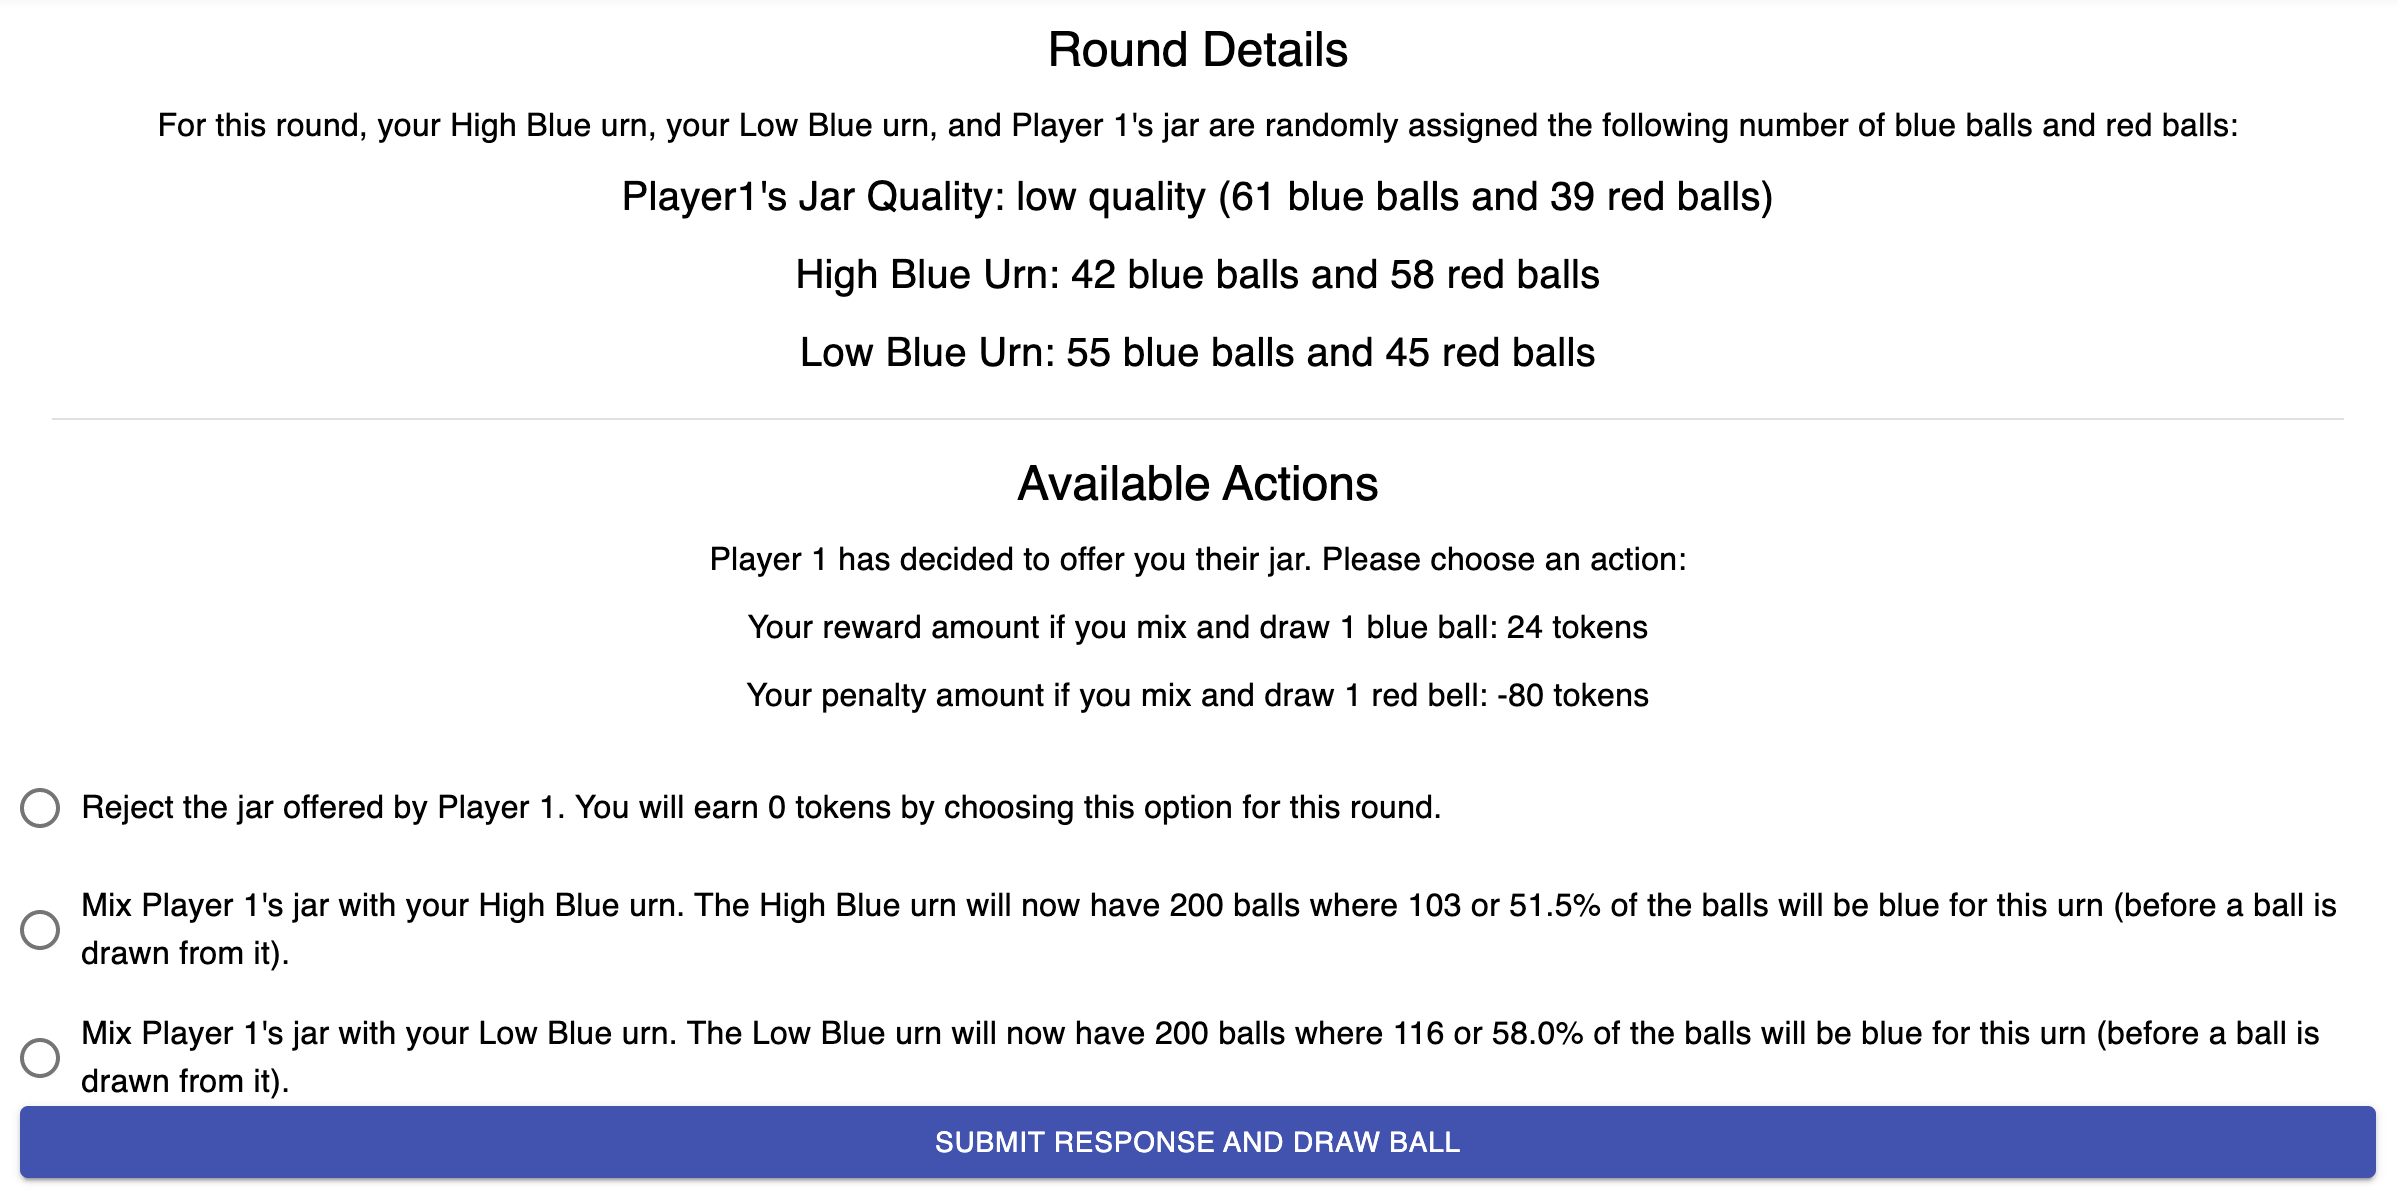 Round Details
For this round, your High Blue urn, your Low Blue urn, and Player 1's jar are randomly assigned the following number of blue balls and red balls:
Player1's Jar Quality: low quality (61 blue balls and 39 red balls)
High Blue Urn: 42 blue balls and 58 red balls
Low Blue Urn: 55 blue balls and 45 red balls
Available Actions
Player 1 has decided to offer you their jar. Please choose an action:
Your reward amount if you mix and draw 1 blue ball: 24 tokens
Your penalty amount if you mix and draw 1 red bell: -80 tokens
Reject the jar offered by Player 1. You will earn 0 tokens by choosing this option for this round.
Mix Player 1's jar with your High Blue urn. The High Blue urn will now have 200 balls where 103 or 51.5% of the balls will be blue for this urn (before a ball is
drawn from it).
Mix Player 1's jar with your Low Blue urn. The Low Blue urn will now have 200 balls where 116 or 58.0% of the balls will be blue for this urn (before a ball is
drawn from it).
SUBMIT RESPONSE AND DRAW BALL